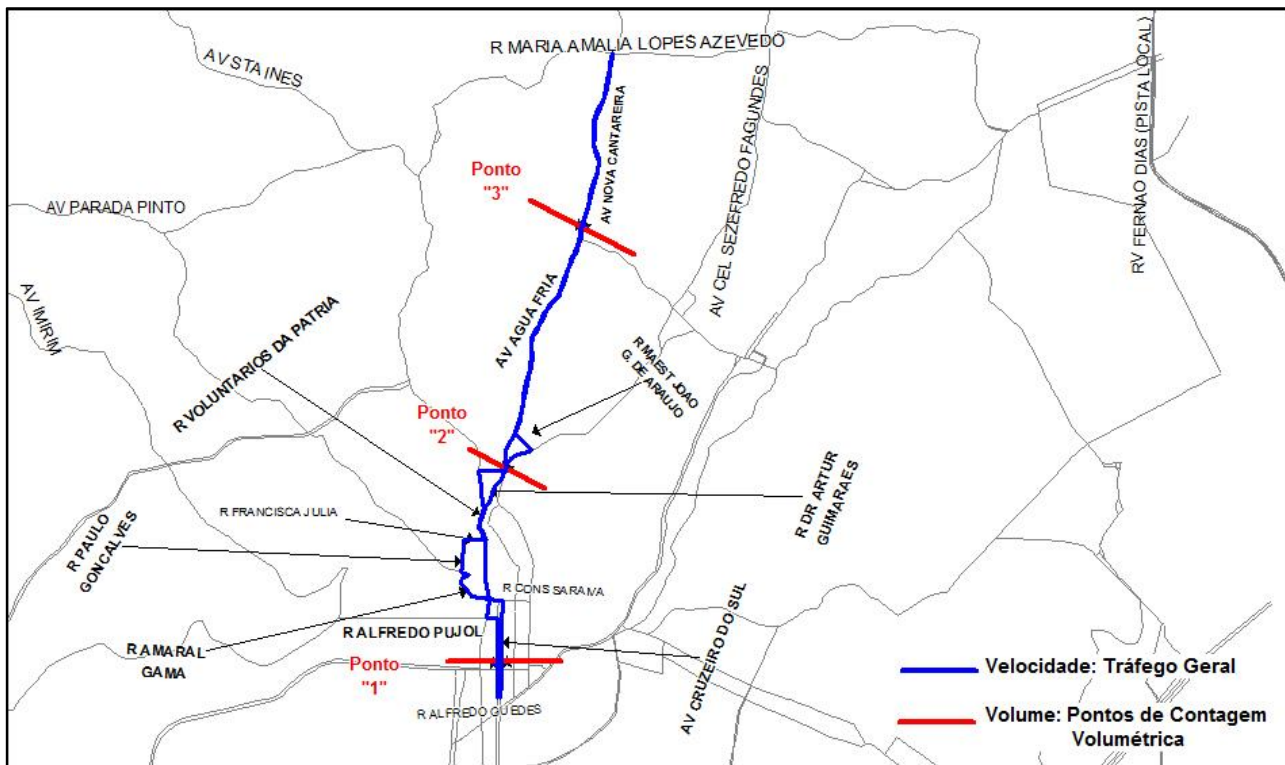 R MARIA AMALIA LOPES AZEVEDO
AV STA INES
AV NOVA CANTAREIRA
AV CEL SEZEFREDO FAGUNDES
RV FERNAO DIAS (PISTA LOCAL)
Ponto
"3"
AV PARADA PINTO
AV IMIRIM
AV AGUA FRIA
R MAEST JOAO
G. DE ARAUJO
R VOLUNTARIOS DA PATRIA
Ponto
"2"
R DR ARTUR
GUIMARAES
R FRANCISCA JULIA
R PAULO
GONCALVES
R CONS SARAIVA
R ALFREDO PUJOL
R AMARAL
GAMA
Ponto
"1"
R ALFREDO GUEDES
AV CRUZEIRO DO SUL
Velocidade: Tráfego Geral
Volume: Pontos de Contagem
Volumétrica